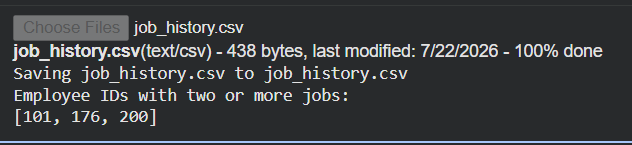 Choose Files job_history.csv
job_history.csv(text/csv) - 438 bytes, last modified: 7/22/2026 - 100% done
Saving job_history.csv to job_history.csv
Employee IDs with two or more jobs:
[101, 176, 200]